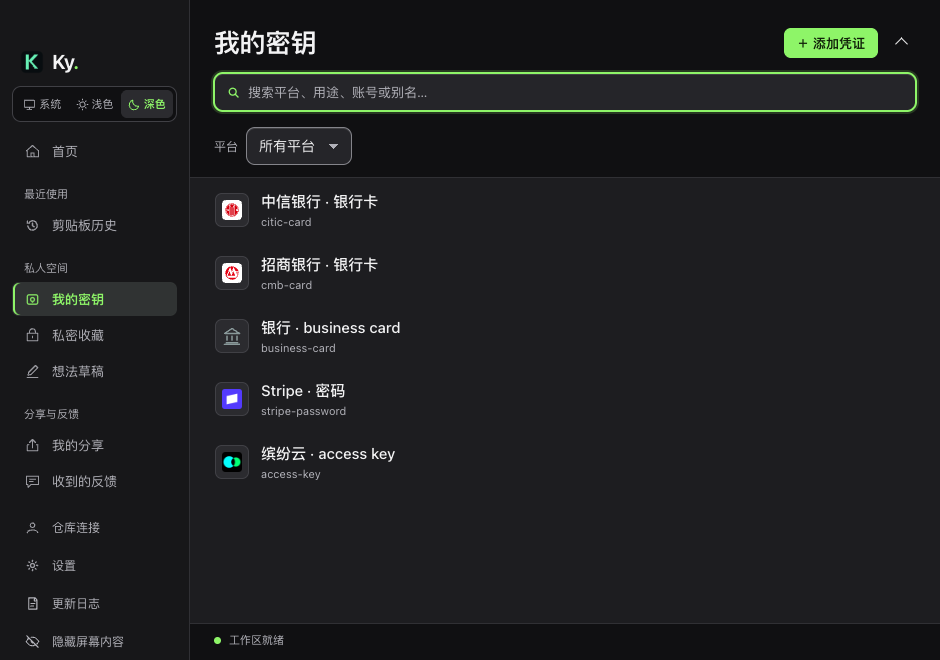 Ky.
系统 浅色 深色
首页
最近使用
剪贴板历史
私人空间
我的密钥
私密收藏
想法草稿
分享与反馈
我的分享
收到的反馈
仓库连接
设置
更新日志
隐藏屏幕内容
我的密钥
+ 添加凭证
搜索平台、用途、账号或别名...
平台 所有平台
中信银行 · 银行卡
citic-card
招商银行 · 银行卡
cmb-card
银行 · business card
business-card
Stripe · 密码
stripe-password
缤纷云 · access key
access-key
工作区就绪